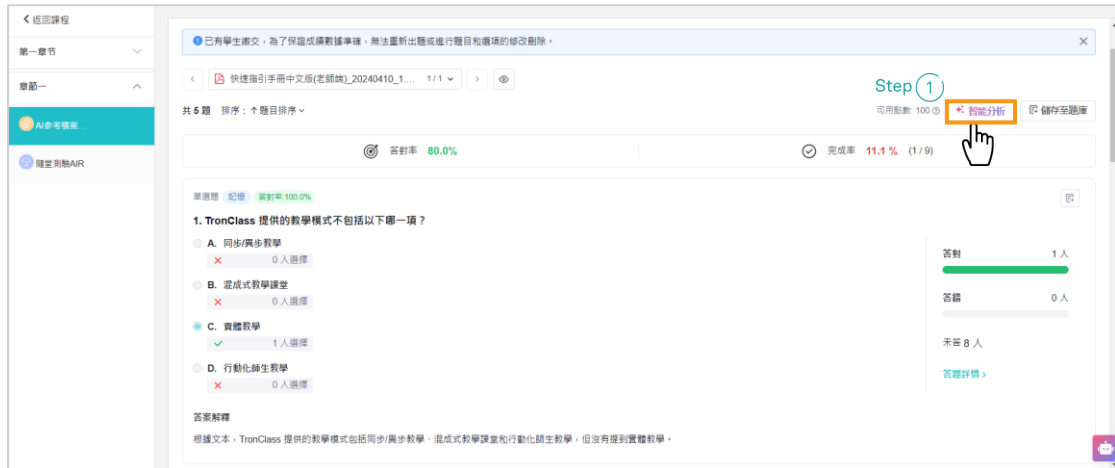 返回課程
第一章节
章節一
AI參考檔案...
隨堂測驗AIR
已有學生繳交,為了保證成績數據準確,無法重新出題或進行題目和選項的修改刪除。
快速指引手冊中文版(老師端)_20240410_1.... 1/1
Step 1
共 5 題 排序:↑題目排序
可用點數: 100 智能分析 儲存至題庫
答對率 80.0% 完成率 11.1 % (1 / 9)
單選題 記憶 答對率:100.0%
1. TronClass 提供的教學模式不包括以下哪一項?
A. 同步/異步教學
0 人選擇
B. 混成式教學課堂
0 人選擇
C. 實體教學
1 人選擇
D. 行動化師生教學
0 人選擇
答對 1 人
答錯 0 人
未答 8 人
答題詳情
答案解釋
根據文本,TronClass 提供的教學模式包括同步/異步教學、混成式教學課堂和行動化師生教學,但沒有提到實體教學。